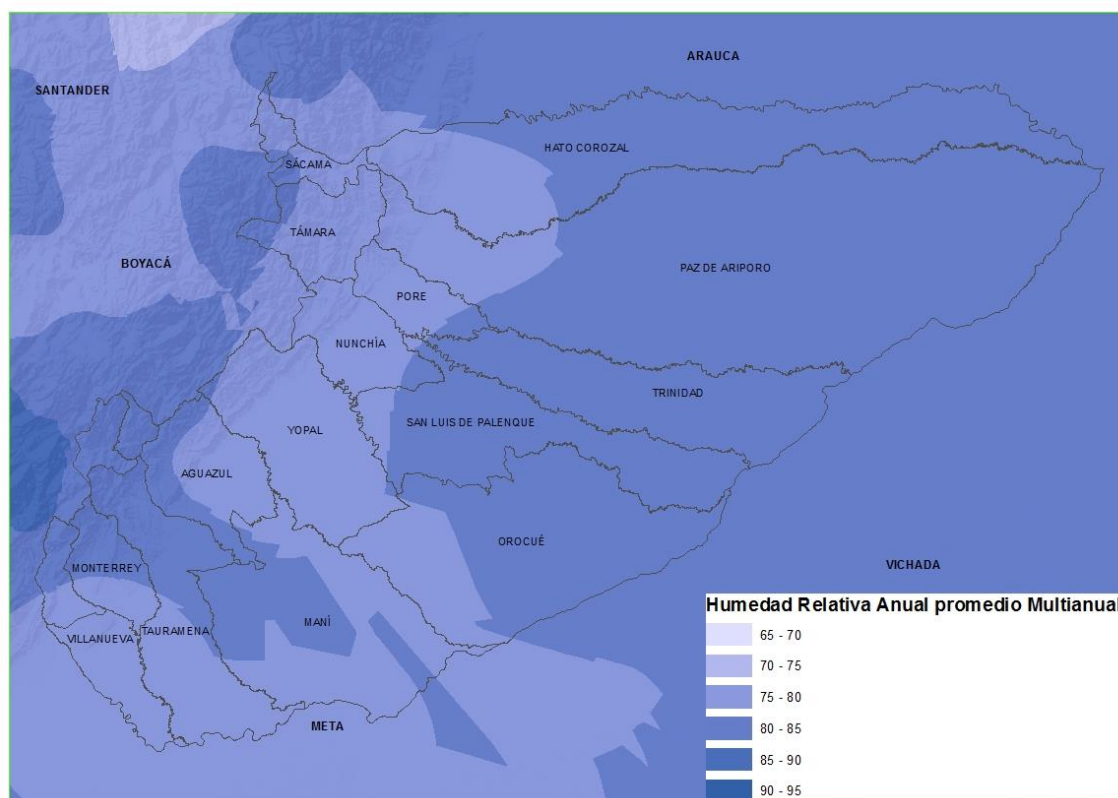 ARAUCA
SANTANDER
HATO COROZAL
SÁCAMA
TÁMARA
BOYACÁ
PAZ DE ARIPORO
PORE
NUNCHÍA
TRINIDAD
SAN LUIS DE PALENQUE
YOPAL
AGUAZUL
OROCUÉ
VICHADA
MONTERREY
MANÍ
VILLANUEVA
TAURAMENA
META
Humedad Relativa Anual promedio Multianual
65 - 70
70 - 75
75 - 80
80 - 85
85 - 90
90 - 95